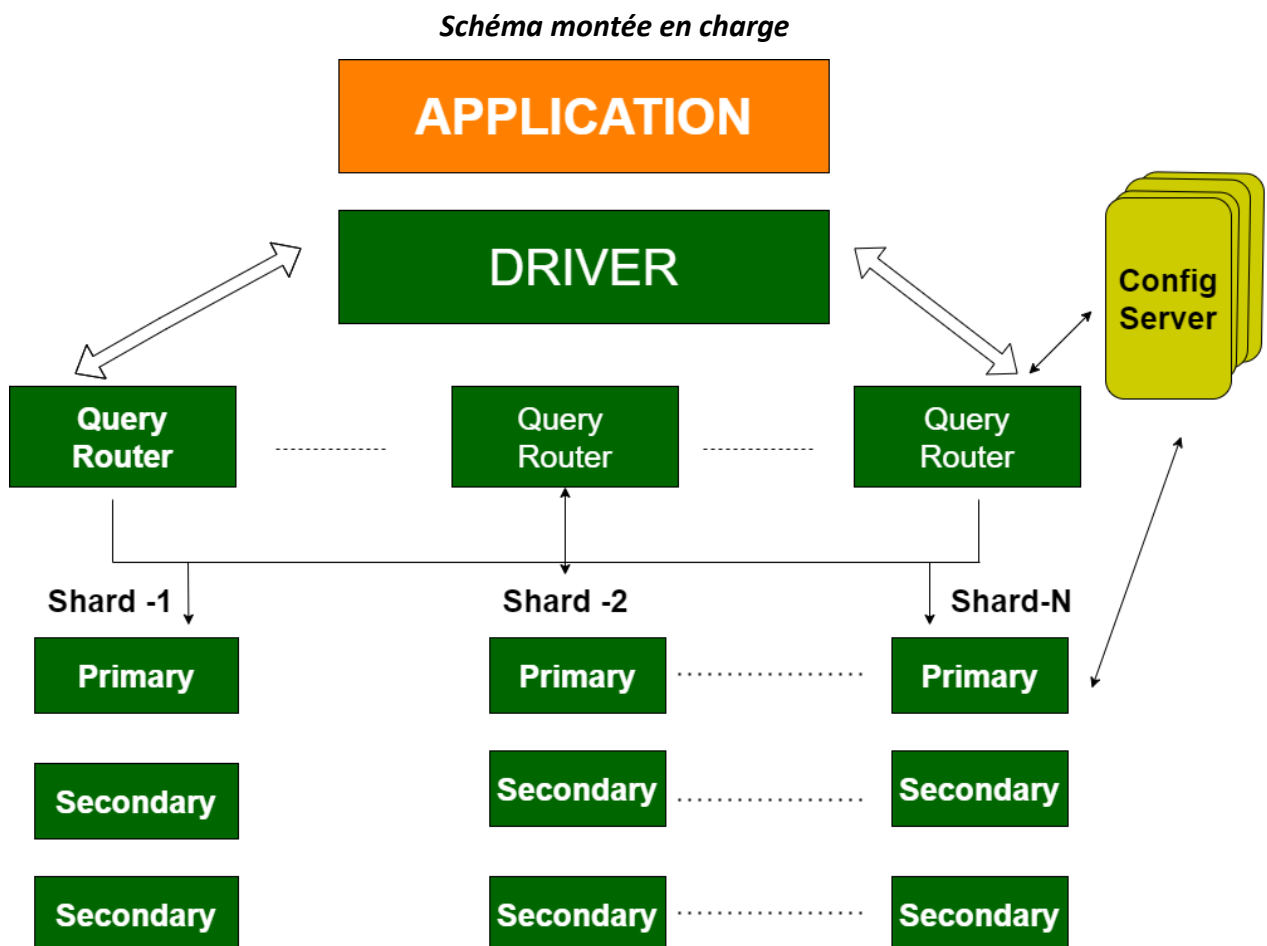 Schéma montée en charge
APPLICATION
DRIVER
Config
Server
Query
Router
Query
Router
Query
Router
Shard -1
Shard -2
Shard-N
Primary
Primary
Primary
Secondary
Secondary
Secondary
Secondary
Secondary
Secondary